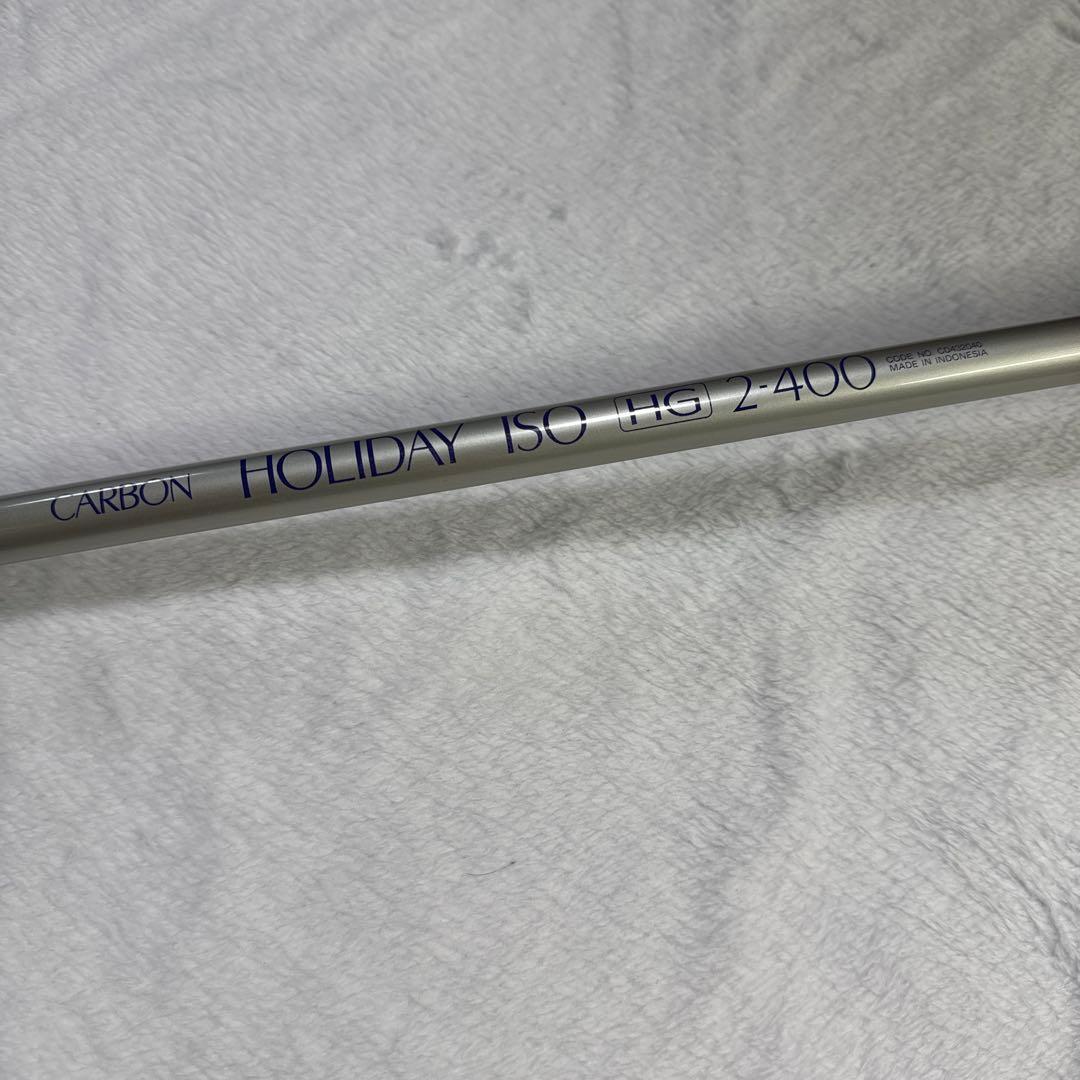 CARBON HOLIDAY ISO HG 2-400
CODE NO. CD432040
MADE IN INDONESIA